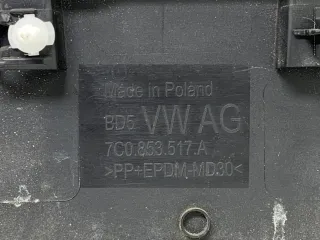 Made in Poland
BD5 VW AG
7C0.853.517.A
>PP+EPDM-MD30<